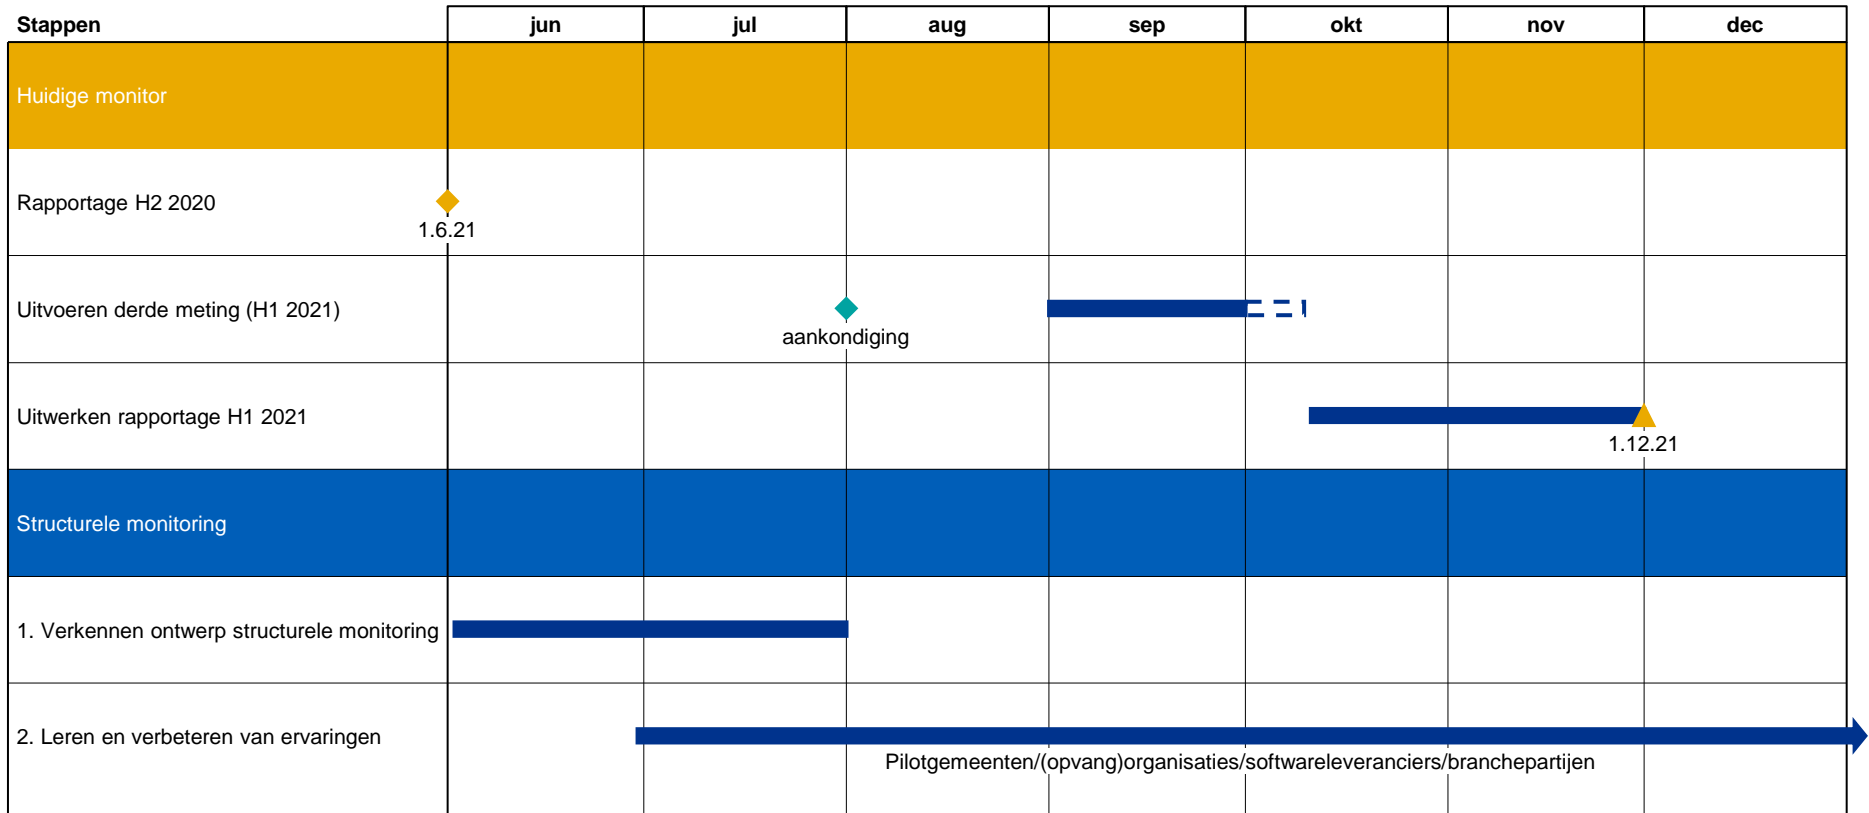 Stappen jun jul aug sep okt nov dec
Huidige monitor
Rapportage H2 2020
1.6.21
Uitvoeren derde meting (H1 2021)
aankondiging
Uitwerken rapportage H1 2021
1.12.21
Structurele monitoring
1. Verkennen ontwerp structurele monitoring
2. Leren en verbeteren van ervaringen
Pilotgemeenten/(opvang)organisaties/softwareleveranciers/branchepartijen